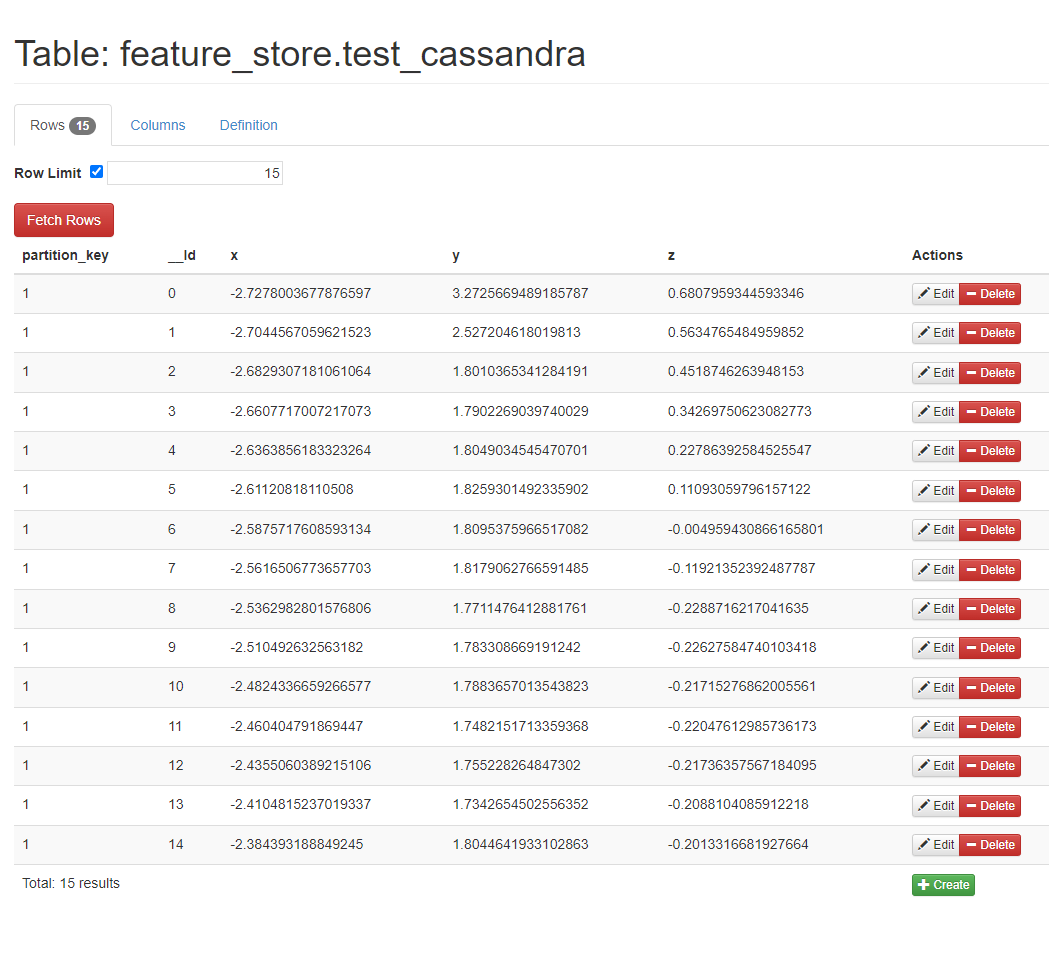 Table: feature_store.test_cassandra
Rows 15 Columns Definition
Row Limit 15
Fetch Rows
partition_key __Id x y z Actions
1 0 -2.7278003677876597 3.2725669489185787 0.6807959344593346 Edit Delete
1 1 -2.7044567059621523 2.527204618019813 0.5634765484959852 Edit Delete
1 2 -2.6829307181061064 1.8010365341284191 0.4518746263948153 Edit Delete
1 3 -2.6607717007217073 1.7902269039740029 0.34269750623082773 Edit Delete
1 4 -2.6363856183323264 1.8049034545470701 0.22786392584525547 Edit Delete
1 5 -2.61120818110508 1.8259301492335902 0.11093059796157122 Edit Delete
1 6 -2.5875717608593134 1.8095375966517082 -0.004959430866165801 Edit Delete
1 7 -2.5616506773657703 1.8179062766591485 -0.11921352392487787 Edit Delete
1 8 -2.5362982801576806 1.7711476412881761 -0.2288716217041635 Edit Delete
1 9 -2.510492632563182 1.783308669191242 -0.22627584740103418 Edit Delete
1 10 -2.4824336659266577 1.7883657013543823 -0.21715276862005561 Edit Delete
1 11 -2.460404791869447 1.7482151713359368 -0.22047612985736173 Edit Delete
1 12 -2.4355060389215106 1.755228264847302 -0.21736357567184095 Edit Delete
1 13 -2.4104815237019337 1.7342654502556352 -0.2088104085912218 Edit Delete
1 14 -2.384393188849245 1.8044641933102863 -0.2013316681927664 Edit Delete
Total: 15 results Create